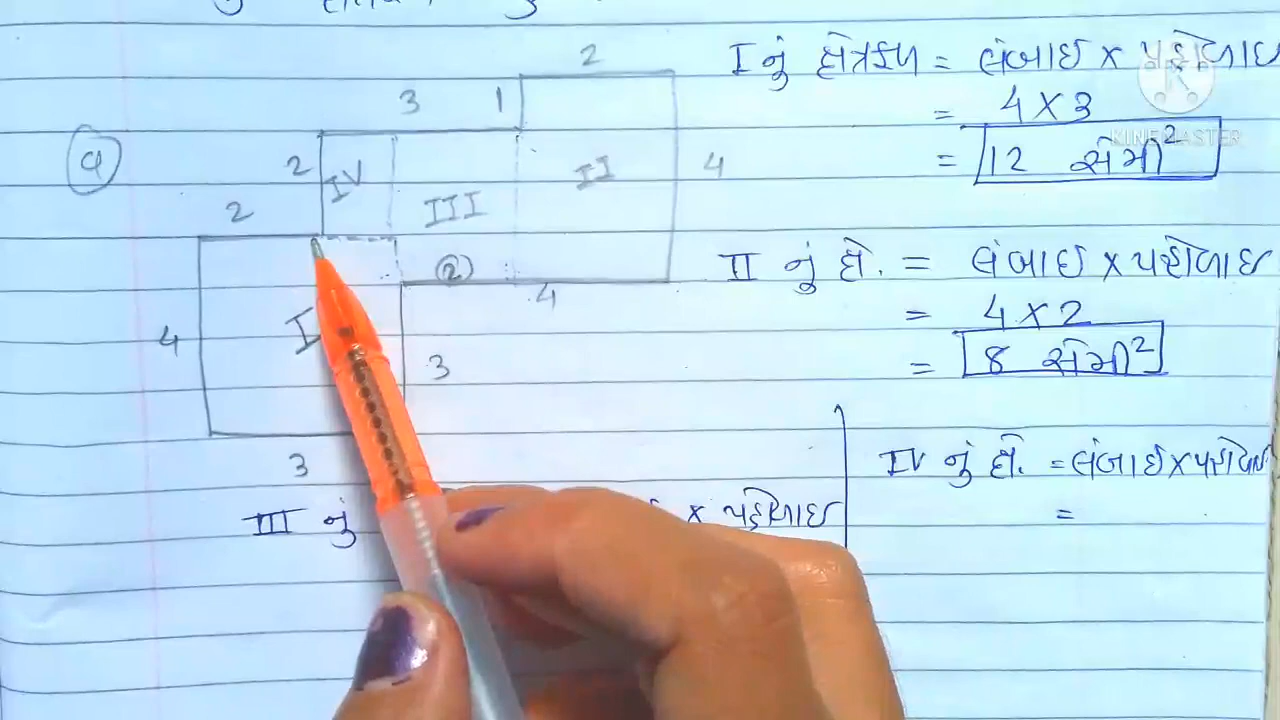 I નું ક્ષેત્રફળ = લંબાઈ × પહોળાઈ
= 4 × 3
= 12 સેમી²
KINEMASTER
2
3 1
2 IV II 4
2 III
II નું ક્ષે. = લંબાઈ × પહોળાઈ
= 4 × 2
= 8 સેમી²
(2)
4
4 I
3
3
IV નું ક્ષે. = લંબાઈ × પહોળાઈ
=
III નું × પહોળાઈ